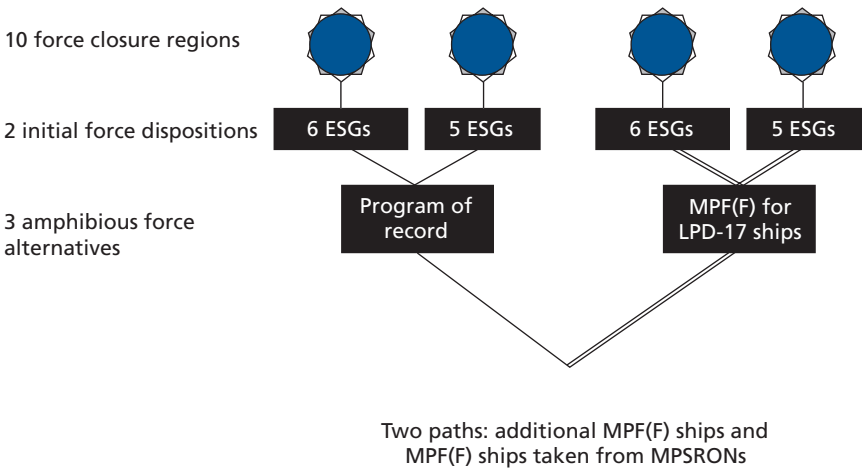 10 force closure regions
2 initial force dispositions
6 ESGs
5 ESGs
6 ESGs
5 ESGs
3 amphibious force
alternatives
Program of
record
MPF(F) for
LPD-17 ships
Two paths: additional MPF(F) ships and
MPF(F) ships taken from MPSRONs